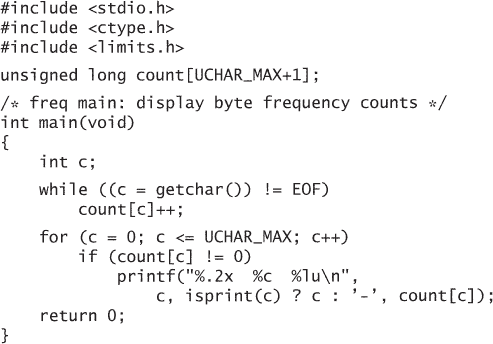 #include <stdio.h>
#include <ctype.h>
#include <limits.h>
unsigned long count[UCHAR_MAX+1];
/* freq main: display byte frequency counts */
int main(void)
{
    int c;
    while ((c = getchar()) != EOF)
        count[c]++;
    for (c = 0; c <= UCHAR_MAX; c++)
        if (count[c] != 0)
            printf("%.2x  %c  %lu\n",
                c, isprint(c) ? c : ’-’, count[c]);
    return 0;
}